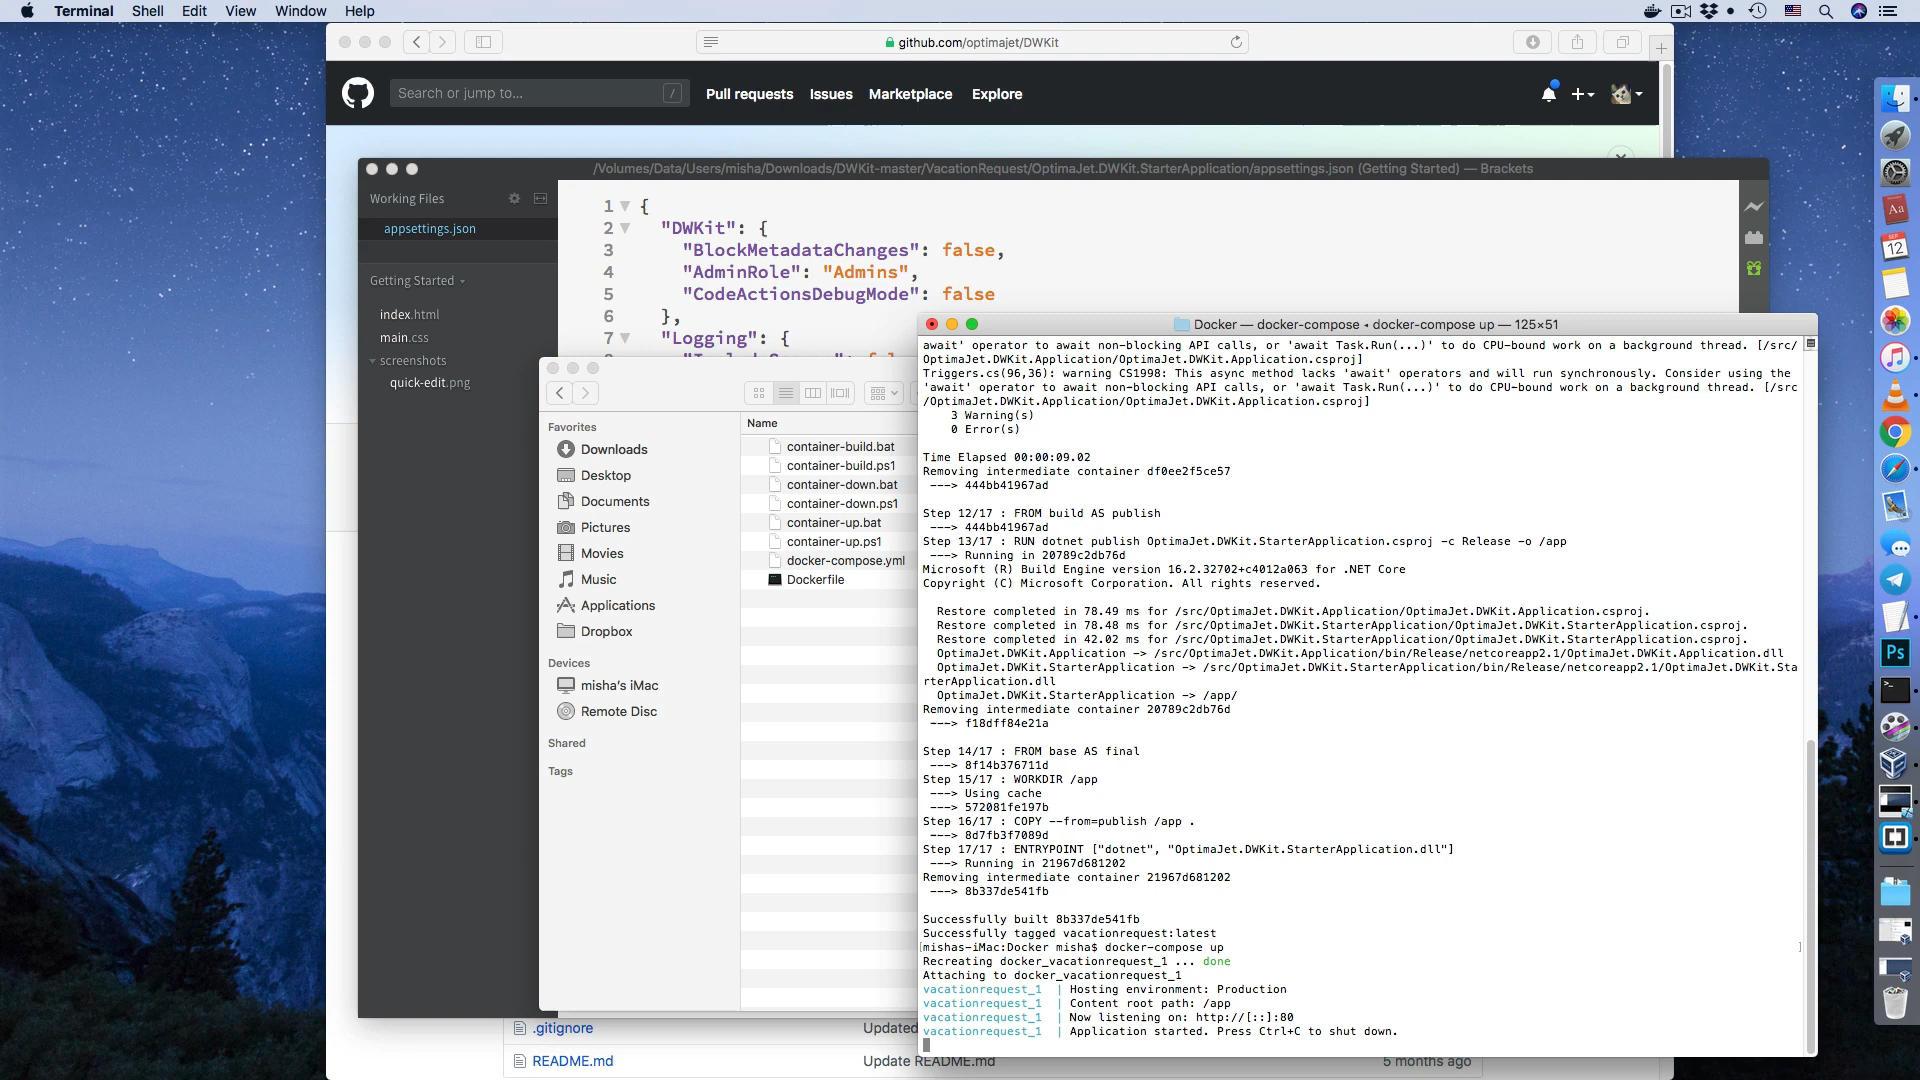 Terminal Shell Edit View Window Help
github.com/optimajet/DWKit
Search or jump to... /
Pull requests Issues Marketplace Explore
/Volumes/Data/Users/misha/Downloads/DWKit-master/VacationRequest/OptimaJet.DWKit.StarterApplication/appsettings.json (Getting Started) — Brackets
Working Files
appsettings.json
Getting Started
index.html
main.css
screenshots
quick-edit.png
1 {
2 "DWKit": {
3 "BlockMetadataChanges": false,
4 "AdminRole": "Admins",
5 "CodeActionsDebugMode": false
6 },
7 "Logging": {
Favorites
Downloads
Desktop
Documents
Pictures
Movies
Music
Applications
Dropbox
Devices
misha's iMac
Remote Disc
Shared
Tags
Name
container-build.bat
container-build.ps1
container-down.bat
container-down.ps1
container-up.bat
container-up.ps1
docker-compose.yml
Dockerfile
Docker — docker-compose ◂ docker-compose up — 125×51
await' operator to await non-blocking API calls, or 'await Task.Run(...)' to do CPU-bound work on a background thread. [/src/
OptimaJet.DWKit.Application/OptimaJet.DWKit.Application.csproj]
Triggers.cs(96,36): warning CS1998: This async method lacks 'await' operators and will run synchronously. Consider using the
'await' operator to await non-blocking API calls, or 'await Task.Run(...)' to do CPU-bound work on a background thread. [/src
/OptimaJet.DWKit.Application/OptimaJet.DWKit.Application.csproj]
3 Warning(s)
0 Error(s)
Time Elapsed 00:00:09.02
Removing intermediate container df0ee2f5ce57
---> 444bb41967ad
Step 12/17 : FROM build AS publish
---> 444bb41967ad
Step 13/17 : RUN dotnet publish OptimaJet.DWKit.StarterApplication.csproj -c Release -o /app
---> Running in 20789c2db76d
Microsoft (R) Build Engine version 16.2.32702+c4012a063 for .NET Core
Copyright (C) Microsoft Corporation. All rights reserved.
Restore completed in 78.49 ms for /src/OptimaJet.DWKit.Application/OptimaJet.DWKit.Application.csproj.
Restore completed in 78.48 ms for /src/OptimaJet.DWKit.StarterApplication/OptimaJet.DWKit.StarterApplication.csproj.
Restore completed in 42.02 ms for /src/OptimaJet.DWKit.StarterApplication/OptimaJet.DWKit.StarterApplication.csproj.
OptimaJet.DWKit.Application -> /src/OptimaJet.DWKit.Application/bin/Release/netcoreapp2.1/OptimaJet.DWKit.Application.dll
OptimaJet.DWKit.StarterApplication -> /src/OptimaJet.DWKit.StarterApplication/bin/Release/netcoreapp2.1/OptimaJet.DWKit.Sta
rterApplication.dll
OptimaJet.DWKit.StarterApplication -> /app/
Removing intermediate container 20789c2db76d
---> f18dff84e21a
Step 14/17 : FROM base AS final
---> 8f14b376711d
Step 15/17 : WORKDIR /app
---> Using cache
---> 572081fe197b
Step 16/17 : COPY --from=publish /app .
---> 8d7fb3f7089d
Step 17/17 : ENTRYPOINT ["dotnet", "OptimaJet.DWKit.StarterApplication.dll"]
---> Running in 21967d681202
Removing intermediate container 21967d681202
---> 8b337de541fb
Successfully built 8b337de541fb
Successfully tagged vacationrequest:latest
[mishas-iMac:Docker misha$ docker-compose up ]
Recreating docker_vacationrequest_1 ... done
Attaching to docker_vacationrequest_1
vacationrequest_1 | Hosting environment: Production
vacationrequest_1 | Content root path: /app
vacationrequest_1 | Now listening on: http://[::]:80
vacationrequest_1 | Application started. Press Ctrl+C to shut down.
.gitignore Updated
README.md Update README.md 5 months ago
Aa
SEP
12
Ps